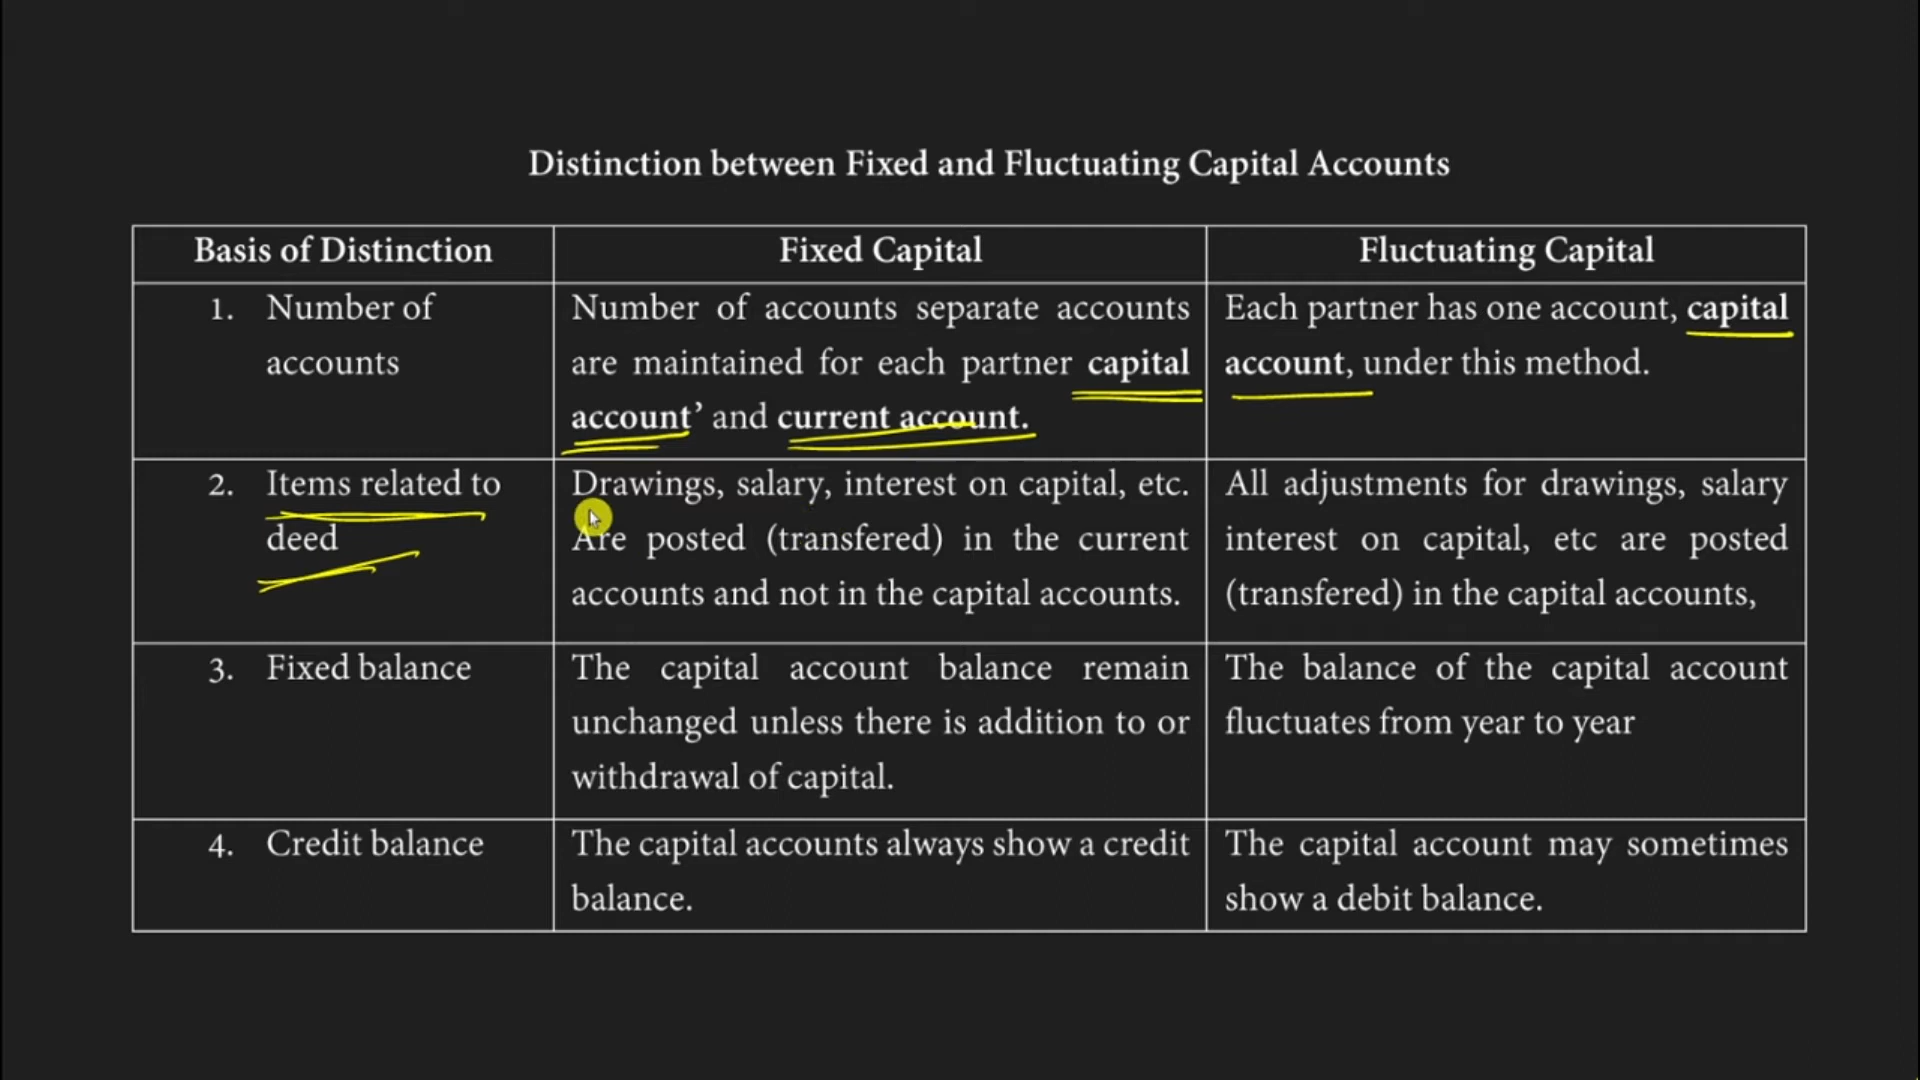 Distinction between Fixed and Fluctuating Capital Accounts
Basis of Distinction
Fixed Capital
Fluctuating Capital
1. Number of
accounts
Number of accounts separate accounts
are maintained for each partner capital
account’ and current account.
Each partner has one account, capital
account, under this method.
2. Items related to
deed
Drawings, salary, interest on capital, etc.
Are posted (transfered) in the current
accounts and not in the capital accounts.
All adjustments for drawings, salary
interest on capital, etc are posted
(transfered) in the capital accounts,
3. Fixed balance
The capital account balance remain
unchanged unless there is addition to or
withdrawal of capital.
The balance of the capital account
fluctuates from year to year
4. Credit balance
The capital accounts always show a credit
balance.
The capital account may sometimes
show a debit balance.